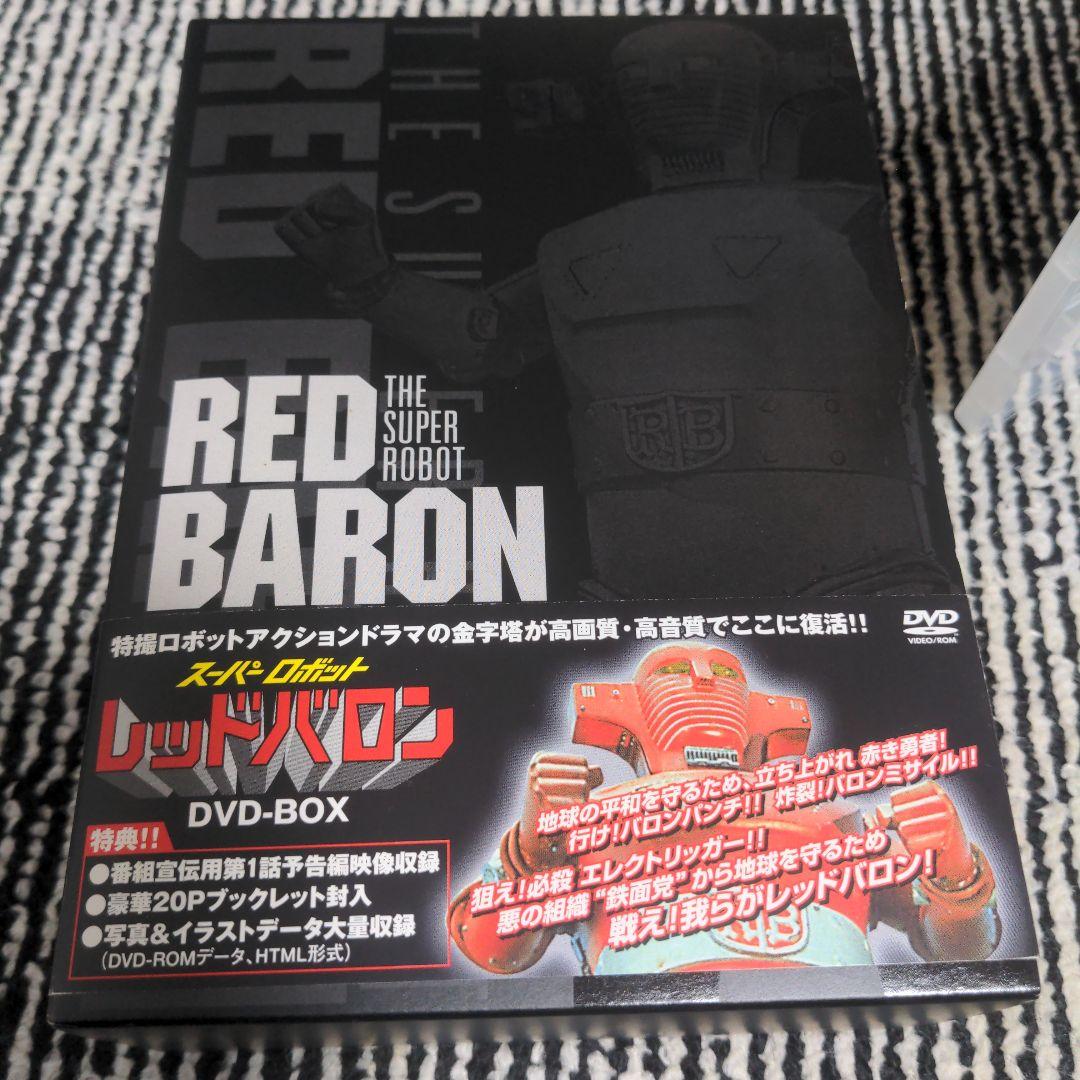 THE SU
RED B
RB
RED
THE
SUPER
ROBOT
BARON
特撮ロボットアクションドラマの金字塔が高画質・高音質でここに復活!!
DVD
VIDEO/ROM
スーパーロボット
レッドバロン
DVD-BOX
特典!!
●番組宣伝用第1話予告編映像収録
●豪華20Pブックレット封入
●写真&イラストデータ大量収録
(DVD-ROMデータ、HTML形式)
地球の平和を守るため、立ち上がれ 赤き勇者!
行け!バロンパンチ!! 炸裂!バロンミサイル!!
狙え!必殺 エレクトリッガー!!
悪の組織 “鉄面党”から地球を守るため
戦え!我らがレッドバロン!
RB